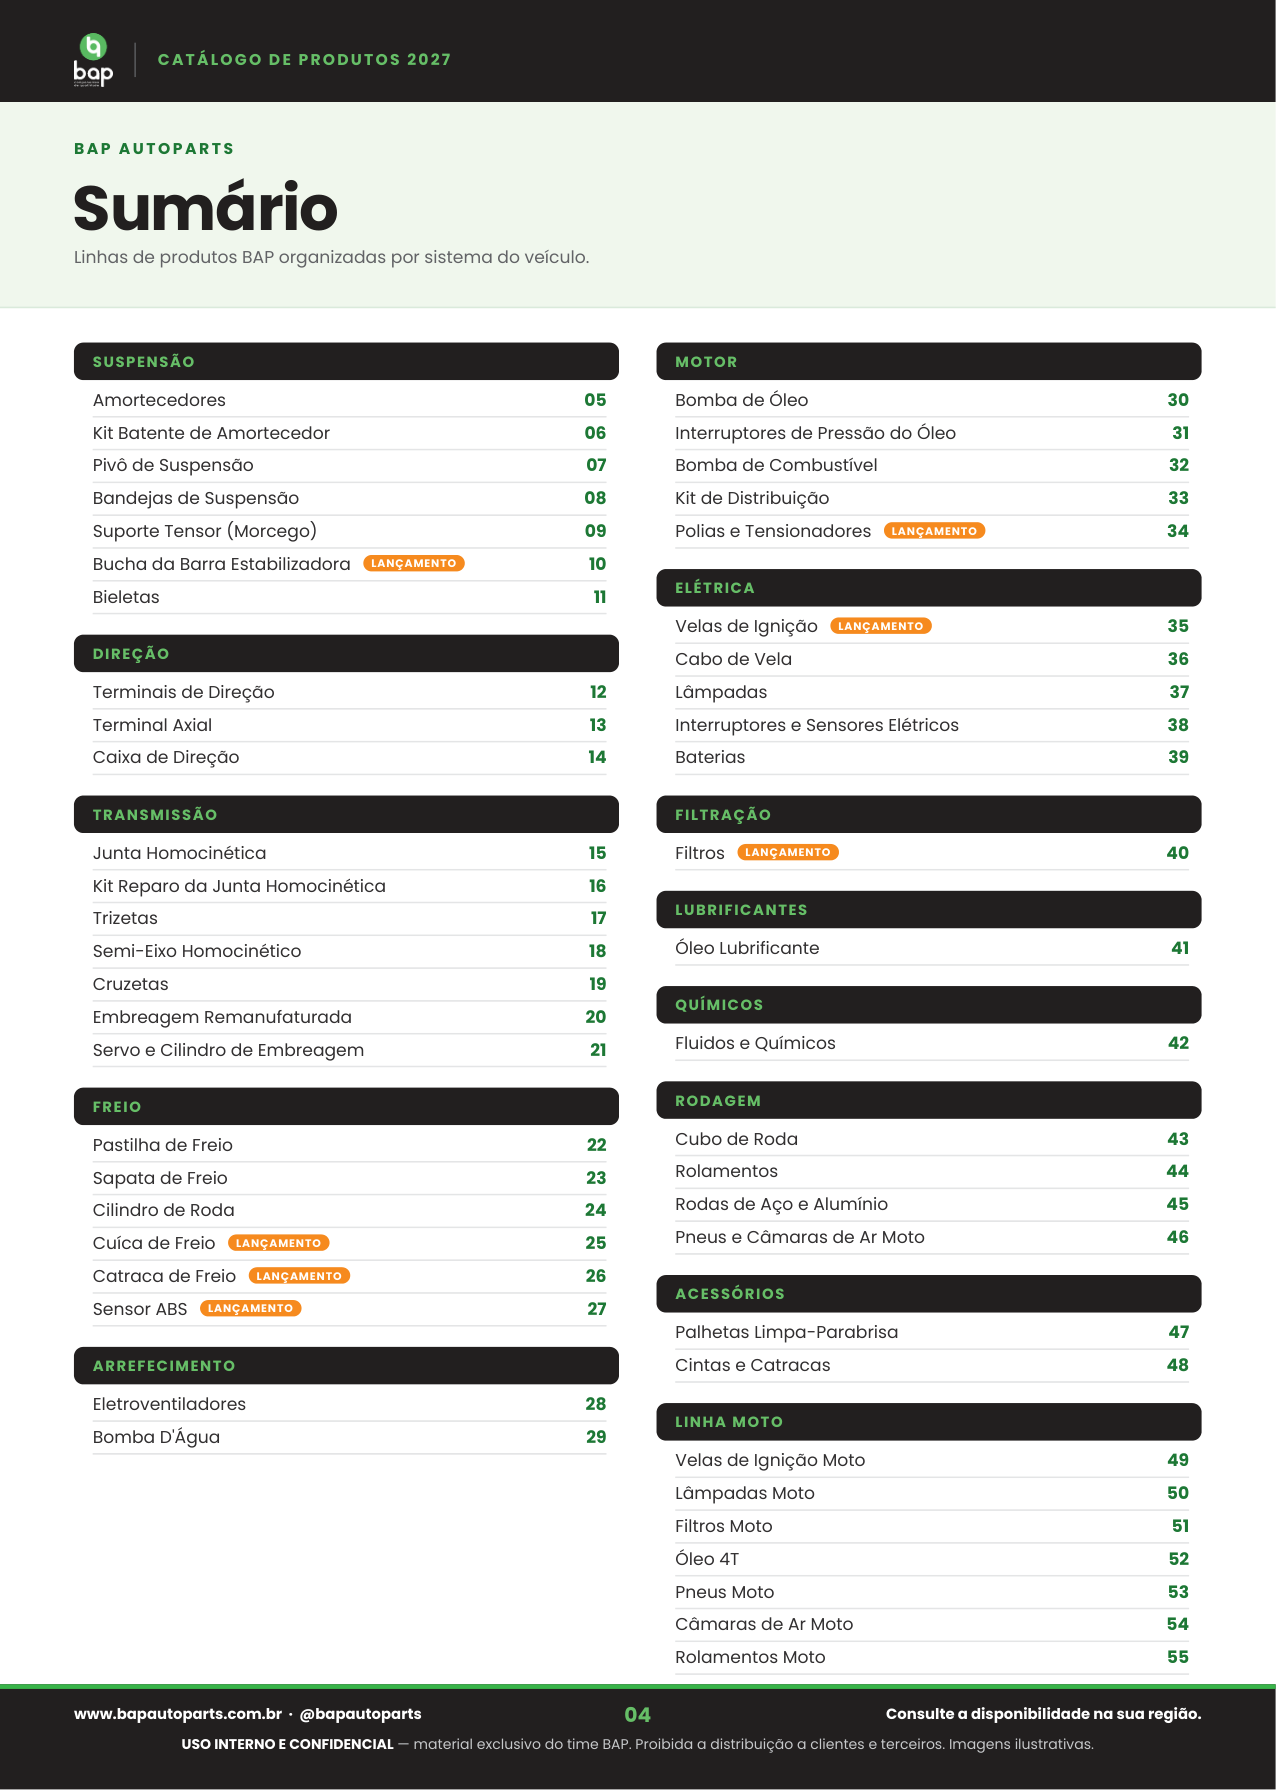 bap
CATÁLOGO DE PRODUTOS 2027
BAP AUTOPARTS
Sumário
Linhas de produtos BAP organizadas por sistema do veículo.
SUSPENSÃO
Amortecedores 05
Kit Batente de Amortecedor 06
Pivô de Suspensão 07
Bandejas de Suspensão 08
Suporte Tensor (Morcego) 09
Bucha da Barra Estabilizadora LANÇAMENTO 10
Bieletas 11
DIREÇÃO
Terminais de Direção 12
Terminal Axial 13
Caixa de Direção 14
TRANSMISSÃO
Junta Homocinética 15
Kit Reparo da Junta Homocinética 16
Trizetas 17
Semi-Eixo Homocinético 18
Cruzetas 19
Embreagem Remanufaturada 20
Servo e Cilindro de Embreagem 21
FREIO
Pastilha de Freio 22
Sapata de Freio 23
Cilindro de Roda 24
Cuíca de Freio LANÇAMENTO 25
Catraca de Freio LANÇAMENTO 26
Sensor ABS LANÇAMENTO 27
ARREFECIMENTO
Eletroventiladores 28
Bomba D'Água 29
MOTOR
Bomba de Óleo 30
Interruptores de Pressão do Óleo 31
Bomba de Combustível 32
Kit de Distribuição 33
Polias e Tensionadores LANÇAMENTO 34
ELÉTRICA
Velas de Ignição LANÇAMENTO 35
Cabo de Vela 36
Lâmpadas 37
Interruptores e Sensores Elétricos 38
Baterias 39
FILTRAÇÃO
Filtros LANÇAMENTO 40
LUBRIFICANTES
Óleo Lubrificante 41
QUÍMICOS
Fluidos e Químicos 42
RODAGEM
Cubo de Roda 43
Rolamentos 44
Rodas de Aço e Alumínio 45
Pneus e Câmaras de Ar Moto 46
ACESSÓRIOS
Palhetas Limpa-Parabrisa 47
Cintas e Catracas 48
LINHA MOTO
Velas de Ignição Moto 49
Lâmpadas Moto 50
Filtros Moto 51
Óleo 4T 52
Pneus Moto 53
Câmaras de Ar Moto 54
Rolamentos Moto 55
www.bapautoparts.com.br · @bapautoparts 04 Consulte a disponibilidade na sua região.
USO INTERNO E CONFIDENCIAL — material exclusivo do time BAP. Proibida a distribuição a clientes e terceiros. Imagens ilustrativas.